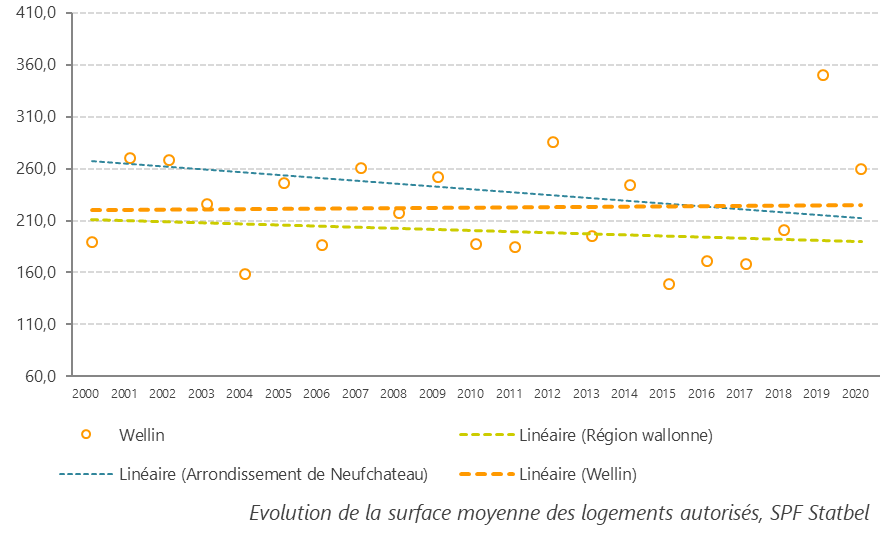 410,0
360,0
310,0
260,0
210,0
160,0
110,0
60,0
2000 2001 2002 2003 2004 2005 2006 2007 2008 2009 2010 2011 2012 2013 2014 2015 2016 2017 2018 2019 2020
Wellin Linéaire (Région wallonne)
Linéaire (Arrondissement de Neufchateau) Linéaire (Wellin)
Evolution de la surface moyenne des logements autorisés, SPF Statbel